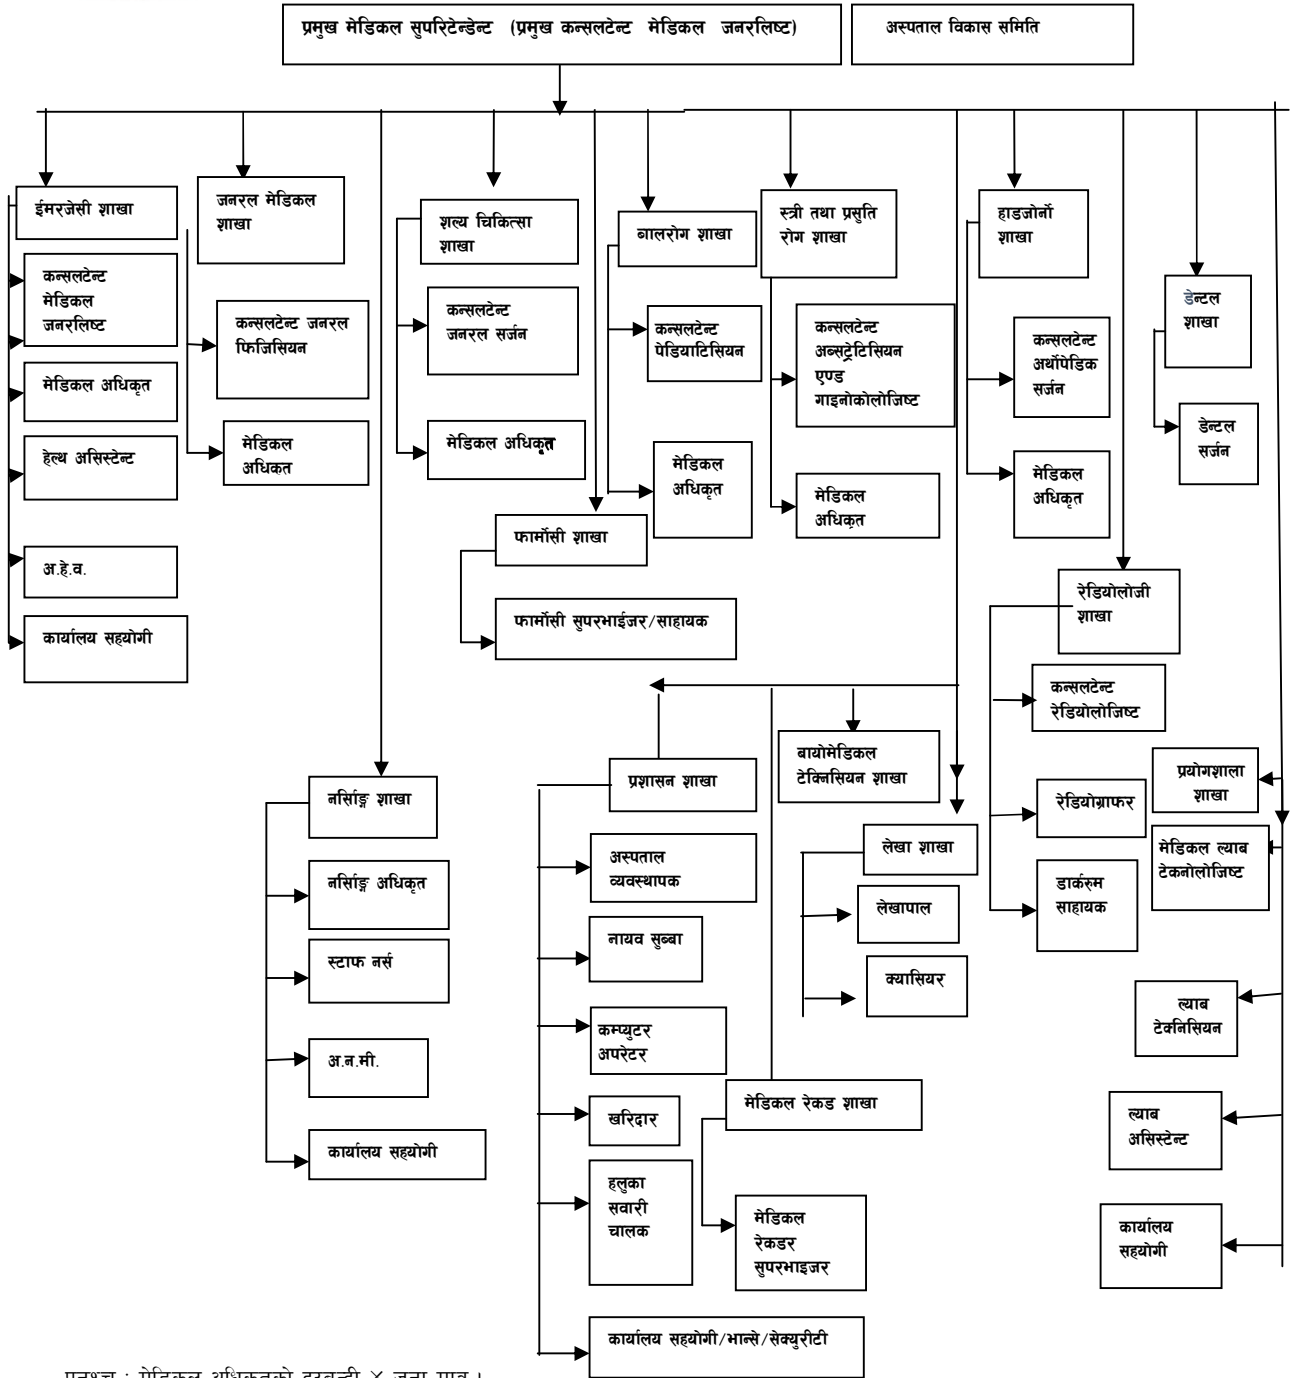 प्रमुख मेडिकल सुपरिटेन्डेन्ट (प्रमुख कन्सलटेन्ट मेडिकल जनरलिष्ट)
अस्पताल विकास समिति
ईमरजेसी शाखा
कन्सलटेन्ट
मेडिकल
जनरलिष्ट
मेडिकल अधिकृत
हेल्थ असिस्टेन्ट
अ.हे.व.
कार्यालय सहयोगी
जनरल मेडिकल
शाखा
कन्सलटेन्ट जनरल
फिजिसियन
मेडिकल
अधिकत
शल्य चिकित्सा
शाखा
कन्सलटेन्ट
जनरल सर्जन
मेडिकल अधिकृत
बालरोग शाखा
कन्सलटेन्ट
पेडियाटिसियन
मेडिकल
अधिकृत
स्त्री तथा प्रसुति
रोग शाखा
कन्सलटेन्ट
अब्सट्रेटिसियन
एण्ड
गाइनोकोलोजिष्ट
मेडिकल
अधिकृत
हाडजोर्नी
शाखा
कन्सलटेन्ट
अर्थोपेडिक
सर्जन
मेडिकल
अधिकृत
डेन्टल
शाखा
डेन्टल
सर्जन
फार्मोसी शाखा
फार्मोसी सुपरभाईजर/साहायक
रेडियोलोजी
शाखा
कन्सलटेन्ट
रेडियोलोजिष्ट
रेडियोग्राफर
डार्करुम
साहायक
नर्सिाङ्ग शाखा
नर्सिाङ्ग अधिकृत
स्टाफ नर्स
अ.न.मी.
कार्यालय सहयोगी
प्रशासन शाखा
अस्पताल
व्यवस्थापक
नायव सुब्बा
कम्प्युटर
अपरेटर
खरिदार
हलुका
सवारी
चालक
कार्यालय सहयोगी/भान्से/सेक्युरीटी
बायोमेडिकल
टेक्निसियन शाखा
लेखा शाखा
लेखापाल
क्यासियर
मेडिकल रेकड शाखा
मेडिकल
रेकडर
सुपरभाइजर
प्रयोगशाला
शाखा
मेडिकल ल्याब
टेकनोलोजिष्ट
ल्याब
टेक्निसियन
ल्याब
असिस्टेन्ट
कार्यालय
सहयोगी